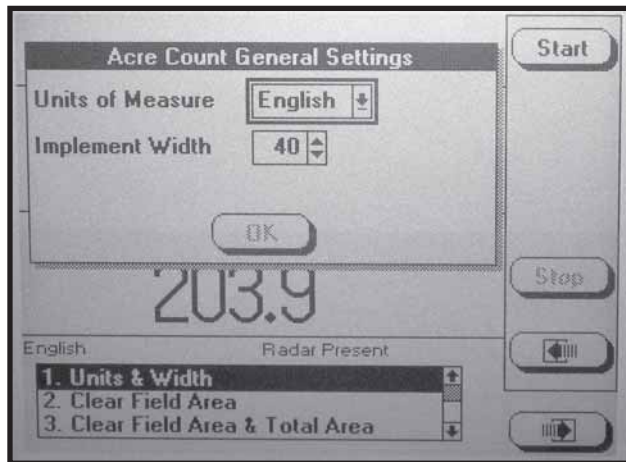 Acre Count General Settings
Units of Measure English
Implement Width 40
OK
203.9
English Radar Present
1. Units & Width
2. Clear Field Area
3. Clear Field Area & Total Area
Start
Stop